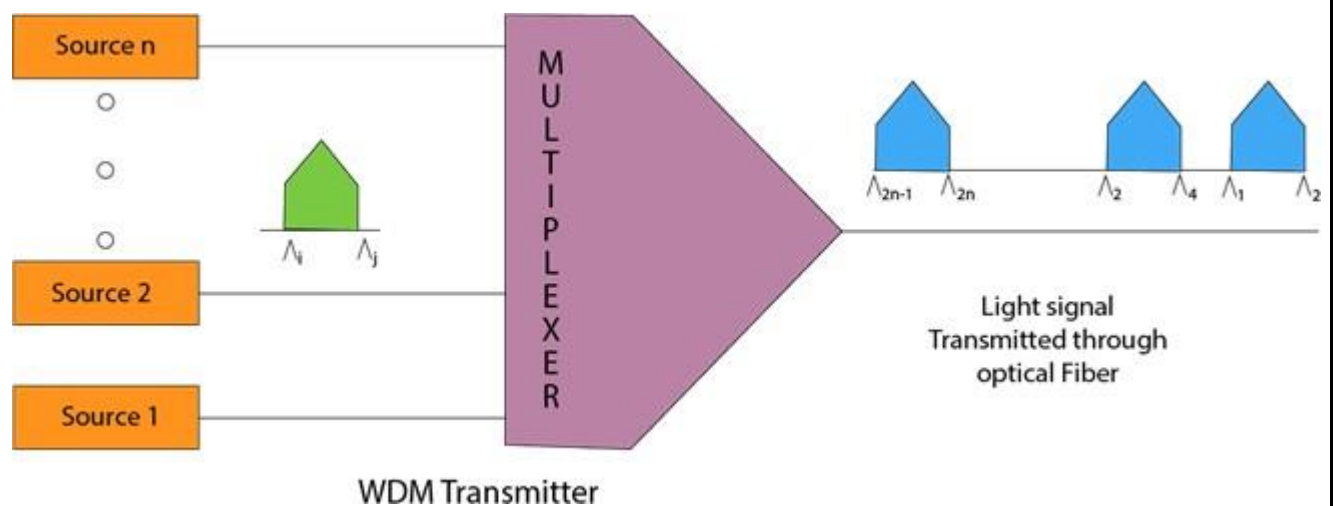 Source n
MULTIPLEXER
Λi Λj
Λ2n-1 Λ2n Λ2 Λ4 Λ1 Λ2
Source 2
Light signal
Transmitted through
optical Fiber
Source 1
WDM Transmitter